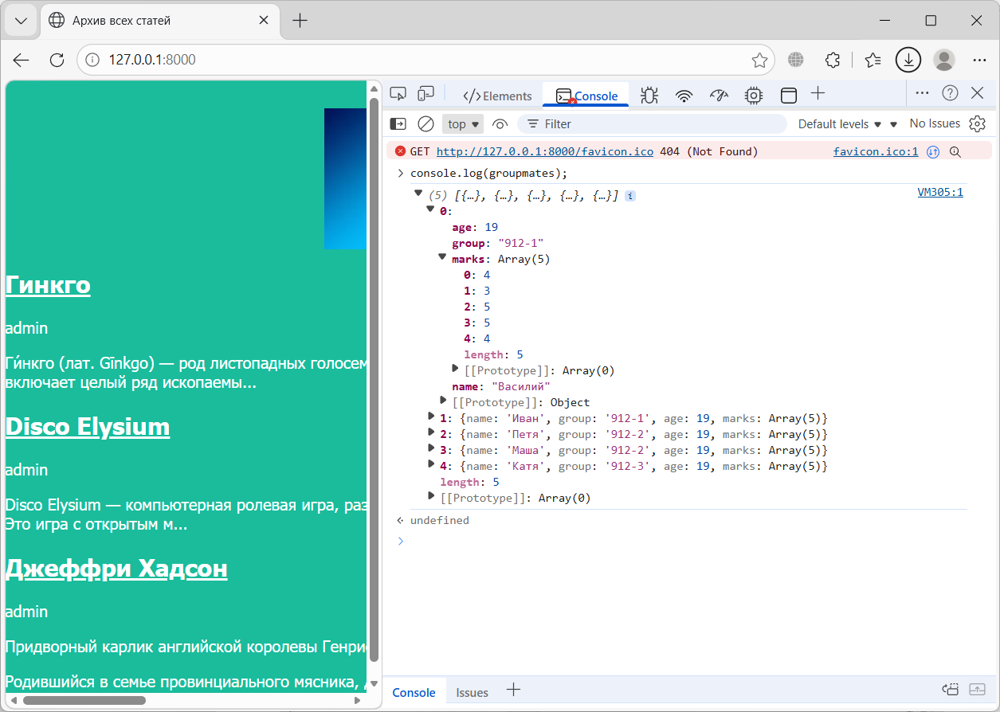 Архив всех статей
127.0.0.1:8000
Elements
Console
top
Filter
Default levels
No Issues
GET http://127.0.0.1:8000/favicon.ico 404 (Not Found)
favicon.ico:1
console.log(groupmates);
(5) [{…}, {…}, {…}, {…}, {…}] i
VM305:1
0:
age: 19
group: "912-1"
marks: Array(5)
0: 4
1: 3
2: 5
3: 5
4: 4
length: 5
[[Prototype]]: Array(0)
name: "Василий"
[[Prototype]]: Object
1: {name: 'Иван', group: '912-1', age: 19, marks: Array(5)}
2: {name: 'Петя', group: '912-2', age: 19, marks: Array(5)}
3: {name: 'Маша', group: '912-2', age: 19, marks: Array(5)}
4: {name: 'Катя', group: '912-3', age: 19, marks: Array(5)}
length: 5
[[Prototype]]: Array(0)
undefined
Гинкго
admin
Ги́нкго (лат. Gīnkgo) — род листопадных голосем
включает целый ряд ископаемы...
Disco Elysium
admin
Disco Elysium — компьютерная ролевая игра, раз
Это игра с открытым м...
Джеффри Хадсон
admin
Придворный карлик английской королевы Генри
Родившийся в семье провинциального мясника,
Console
Issues